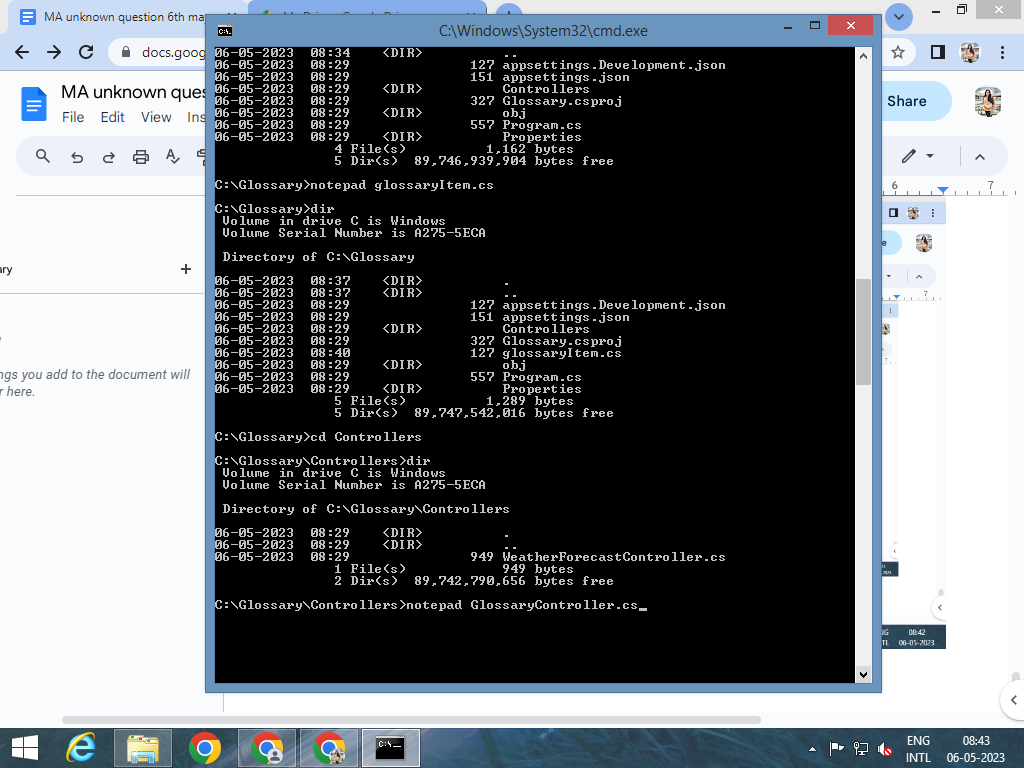 MA unknown question 6th ma
C:\Windows\System32\cmd.exe
docs.goog
MA unknown ques
File Edit View Ins
Share
6 7
06-05-2023 08:34 <DIR> ..
06-05-2023 08:29 127 appsettings.Development.json
06-05-2023 08:29 151 appsettings.json
06-05-2023 08:29 <DIR> Controllers
06-05-2023 08:29 327 Glossary.csproj
06-05-2023 08:29 <DIR> obj
06-05-2023 08:29 557 Program.cs
06-05-2023 08:29 <DIR> Properties
4 File(s) 1,162 bytes
5 Dir(s) 89,746,939,904 bytes free
C:\Glossary>notepad glossaryItem.cs
C:\Glossary>dir
Volume in drive C is Windows
Volume Serial Number is A275-5ECA
Directory of C:\Glossary
06-05-2023 08:37 <DIR> .
06-05-2023 08:37 <DIR> ..
06-05-2023 08:29 127 appsettings.Development.json
06-05-2023 08:29 151 appsettings.json
06-05-2023 08:29 <DIR> Controllers
06-05-2023 08:29 327 Glossary.csproj
06-05-2023 08:40 127 glossaryItem.cs
06-05-2023 08:29 <DIR> obj
06-05-2023 08:29 557 Program.cs
06-05-2023 08:29 <DIR> Properties
5 File(s) 1,289 bytes
5 Dir(s) 89,747,542,016 bytes free
C:\Glossary>cd Controllers
C:\Glossary\Controllers>dir
Volume in drive C is Windows
Volume Serial Number is A275-5ECA
Directory of C:\Glossary\Controllers
06-05-2023 08:29 <DIR> .
06-05-2023 08:29 <DIR> ..
06-05-2023 08:29 949 WeatherForecastController.cs
1 File(s) 949 bytes
2 Dir(s) 89,742,790,656 bytes free
C:\Glossary\Controllers>notepad GlossaryController.cs_
ary
ngs you add to the document will
r here.
7
NG 08:42
TL 06-05-2023
C:\.
ENG 08:43
INTL 06-05-2023